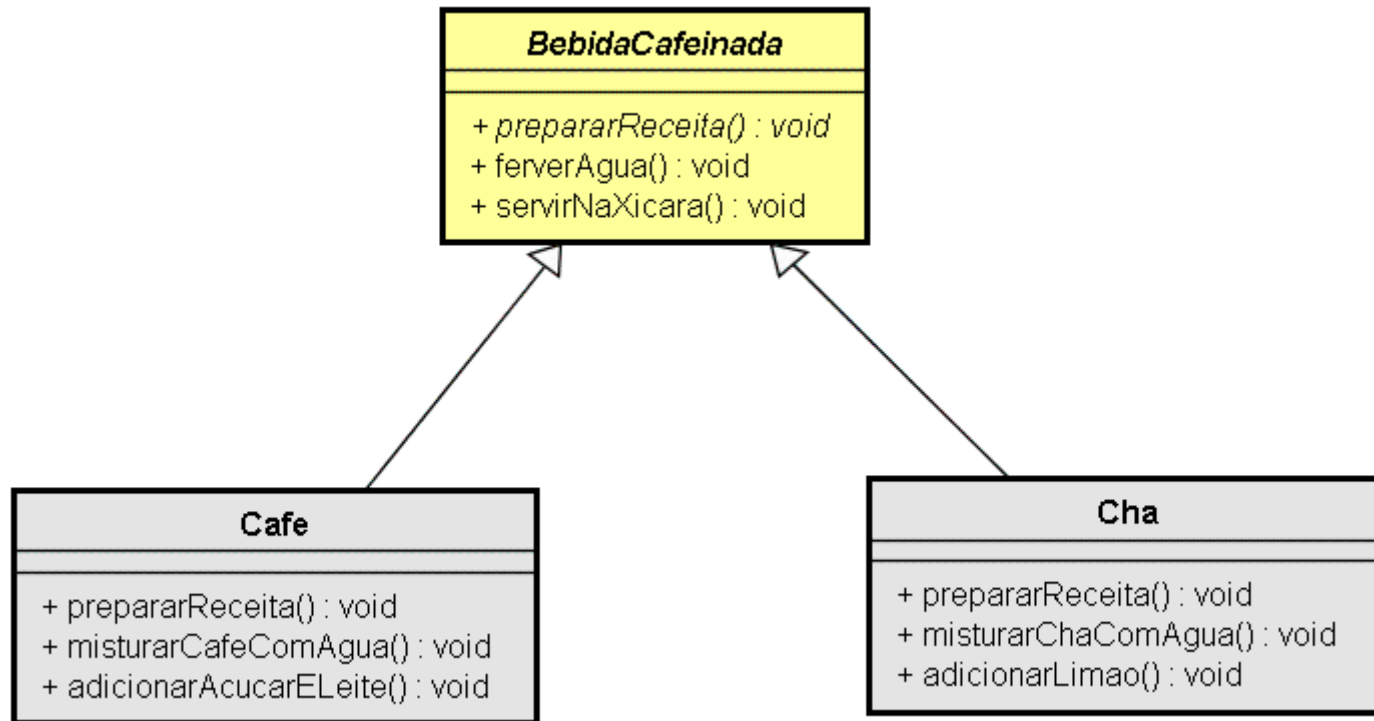 BebidaCafeinada
+ prepararReceita() : void
+ ferverAgua() : void
+ servirNaXicara() : void
Cafe
+ prepararReceita() : void
+ misturarCafeComAgua() : void
+ adicionarAcucarELeite() : void
Cha
+ prepararReceita() : void
+ misturarChaComAgua() : void
+ adicionarLimao() : void